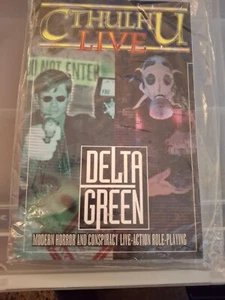 CTHULHU
LIVE
DO NOT ENTER
DELTA
GREEN
MODERN HORROR AND CONSPIRACY LIVE-ACTION ROLE-PLAYING